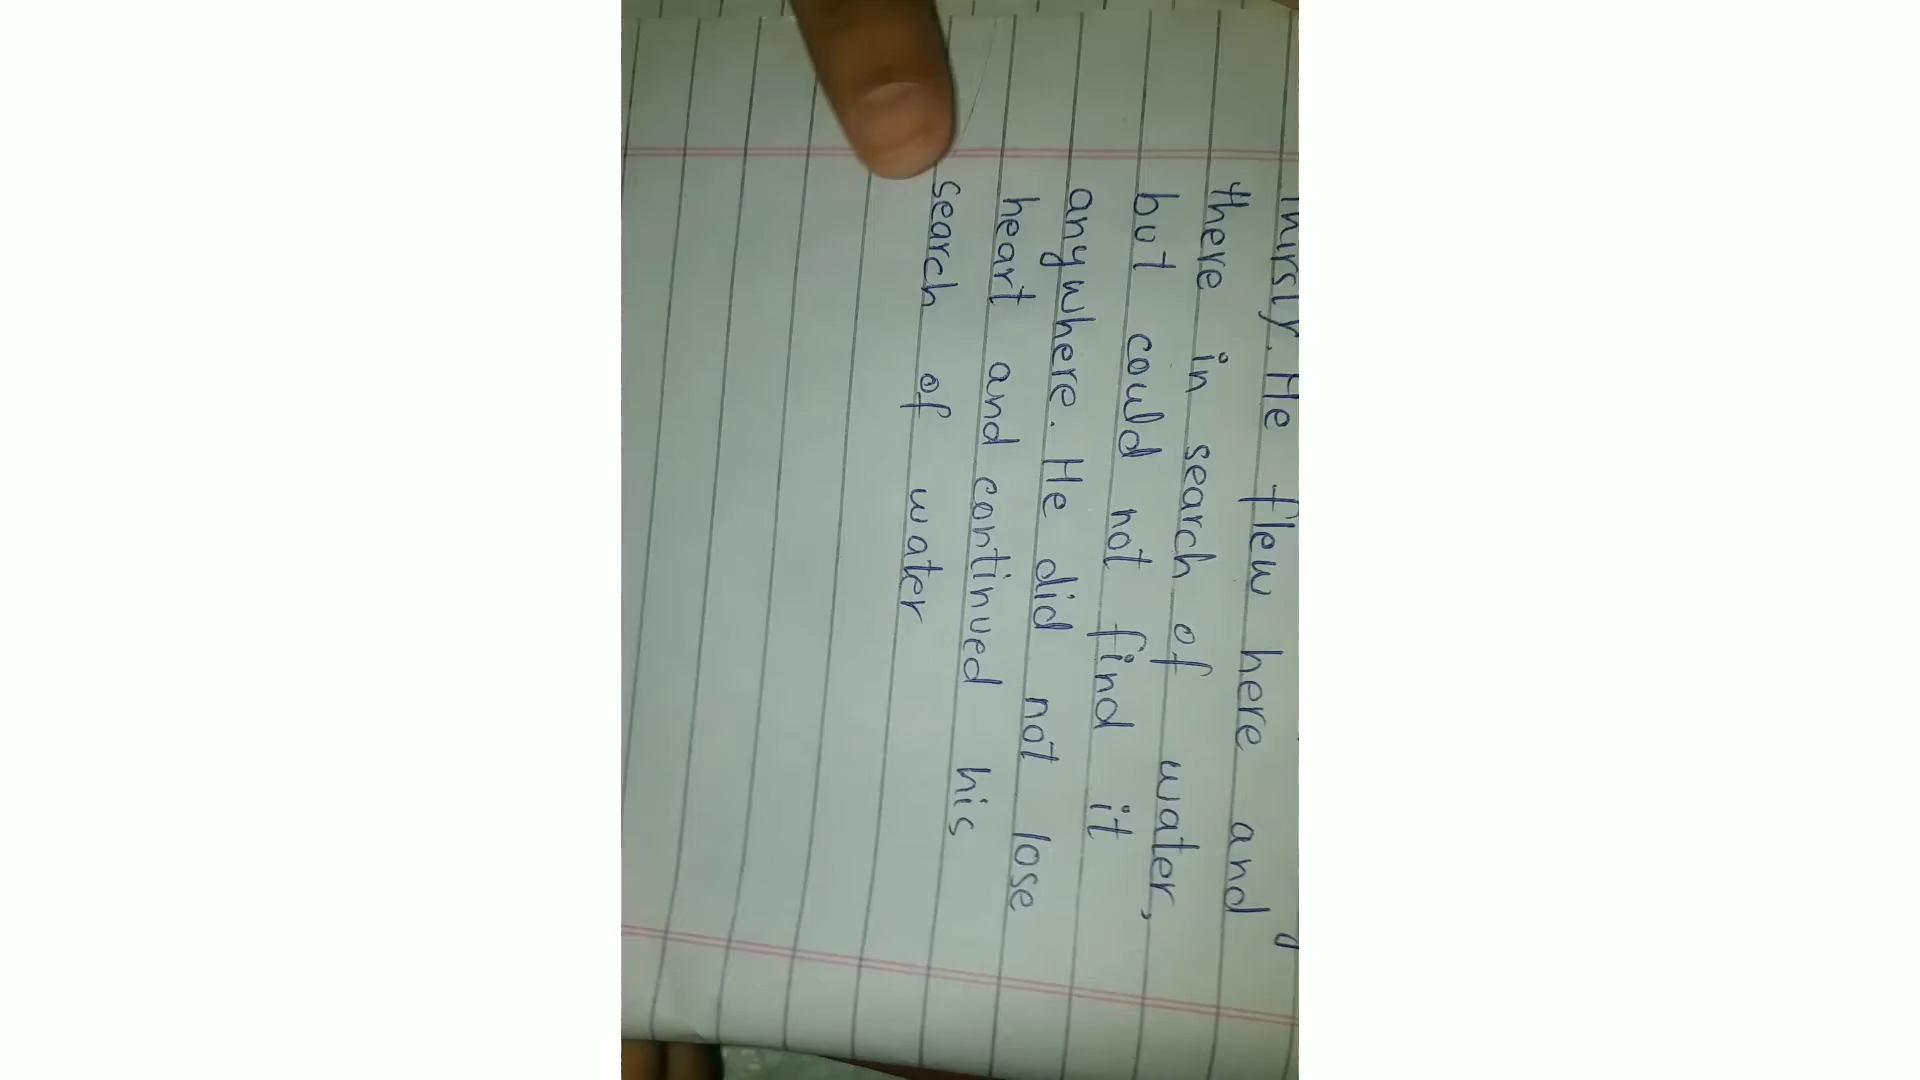 thirsty. He flew here and
there in search of water,
but could not find it
anywhere. He did not lose
heart and continued his
search of water